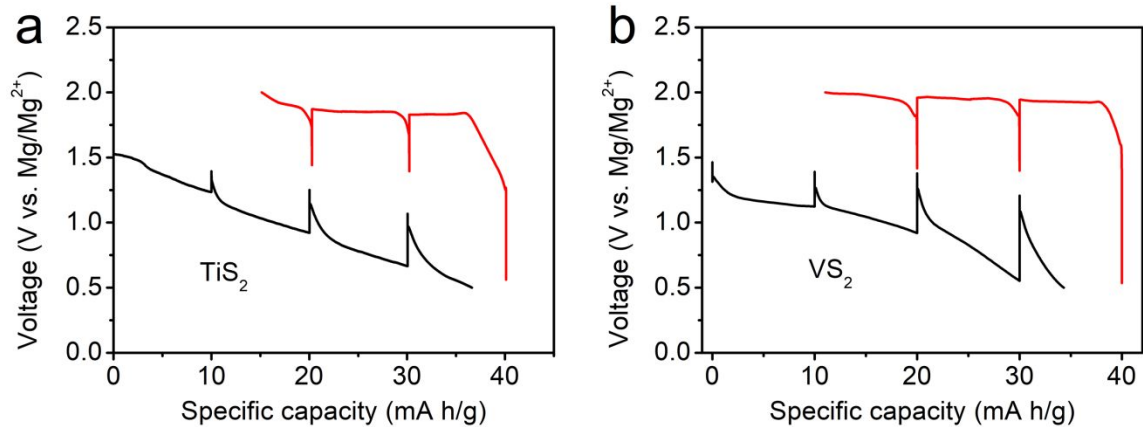 a
2.5
2.0
1.5
1.0
0.5
0.0
Voltage (V vs. Mg/Mg²⁺)
TiS₂
0 10 20 30 40
Specific capacity (mA h/g)
b
2.5
2.0
1.5
1.0
0.5
0.0
Voltage (V vs. Mg/Mg²⁺)
VS₂
0 10 20 30 40
Specific capacity (mA h/g)